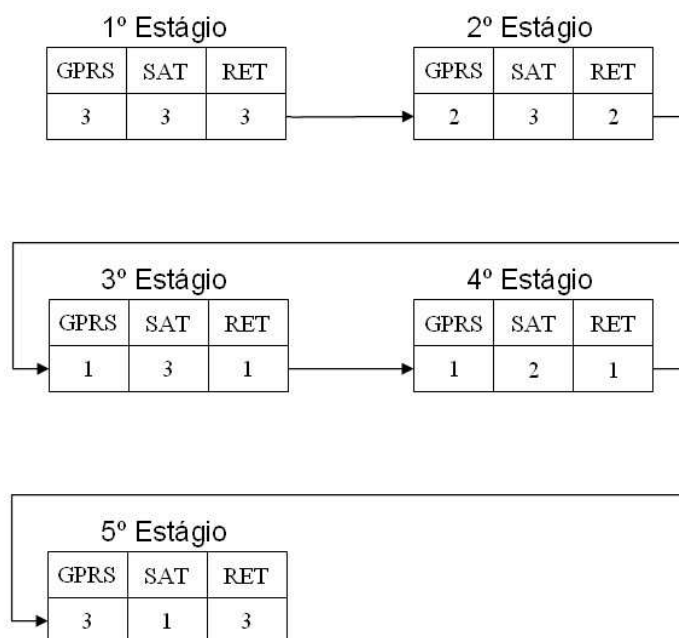 1º Estágio 2º Estágio
GPRS SAT RET GPRS SAT RET
3 3 3 2 3 2
3º Estágio 4º Estágio
GPRS SAT RET GPRS SAT RET
1 3 1 1 2 1
5º Estágio
GPRS SAT RET
3 1 3